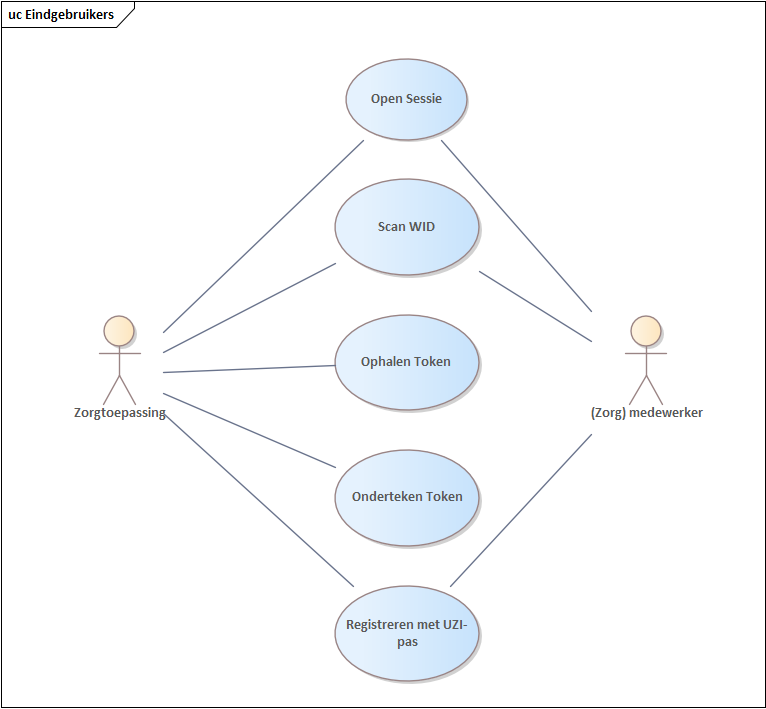 uc Eindgebruikers
Open Sessie
Scan WID
Ophalen Token
Zorgtoepassing
(Zorg) medewerker
Onderteken Token
Registreren met UZI-
pas